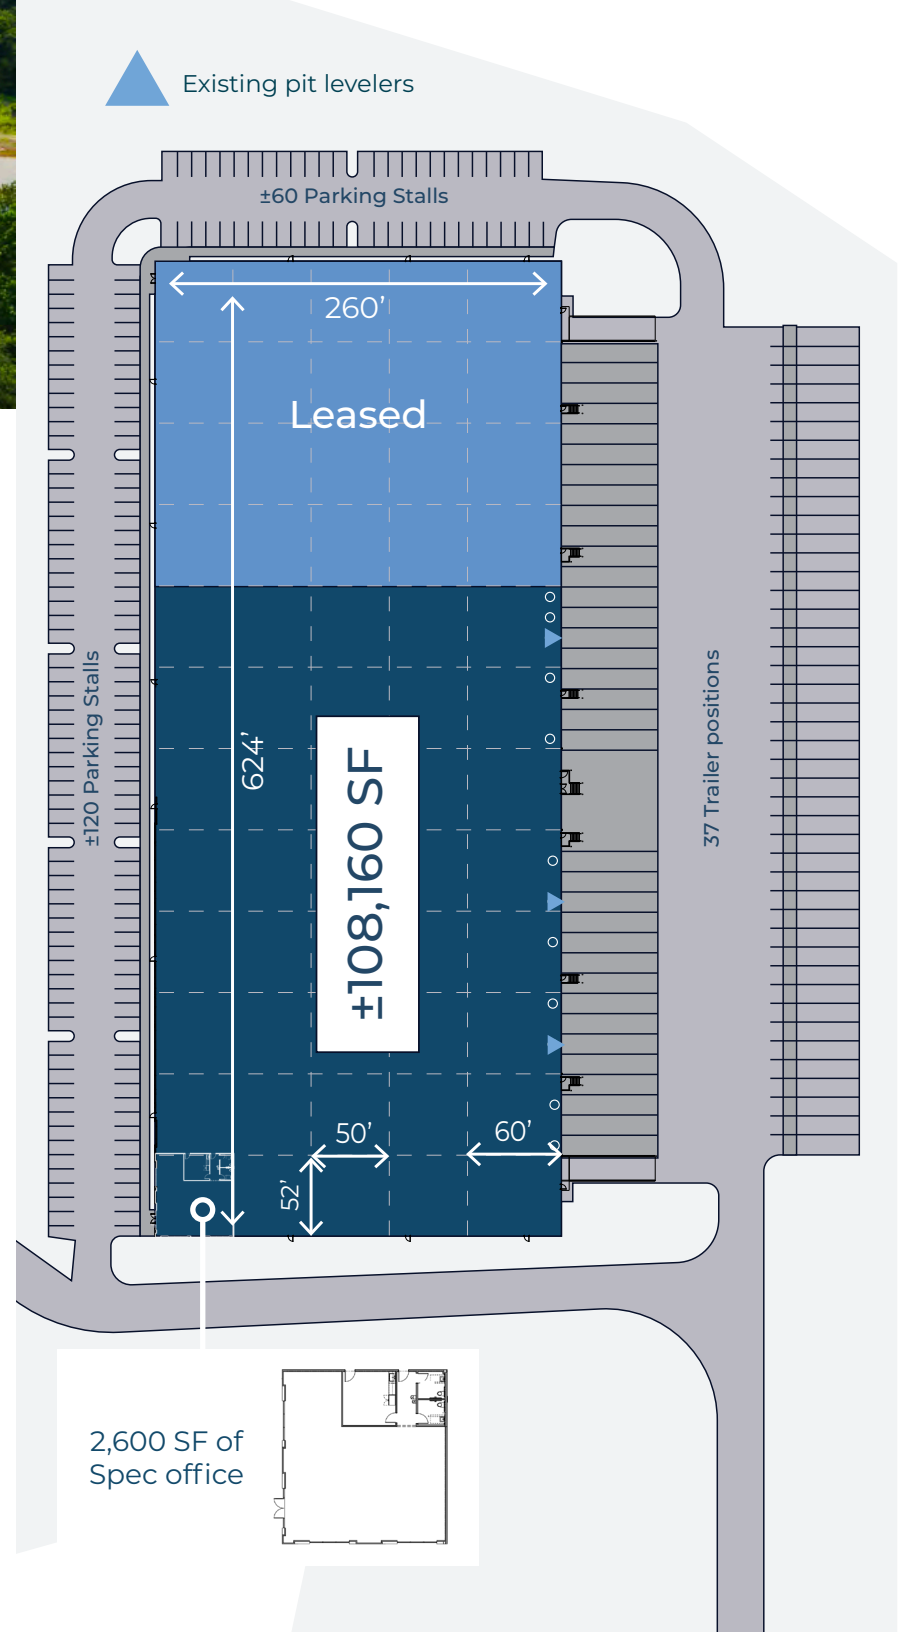 Existing pit levelers
±60 Parking Stalls
260’
Leased
624’
±120 Parking Stalls
±108,160 SF
37 Trailer positions
50’
60’
52’
2,600 SF of
Spec office